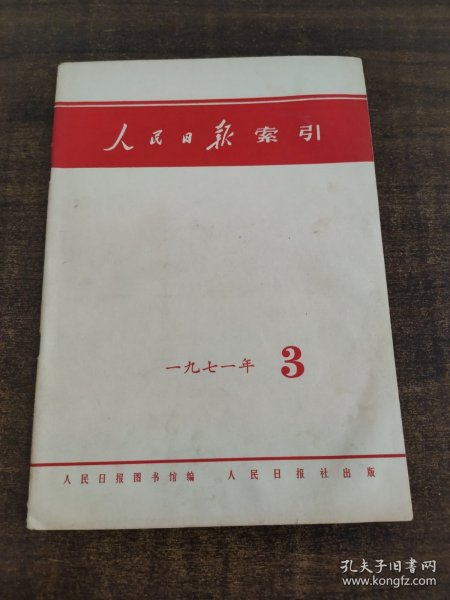 人民日报索引
一九七一年 3
人民日报图书馆编 人民日报社出版
孔夫子旧书网
www.kongfz.com